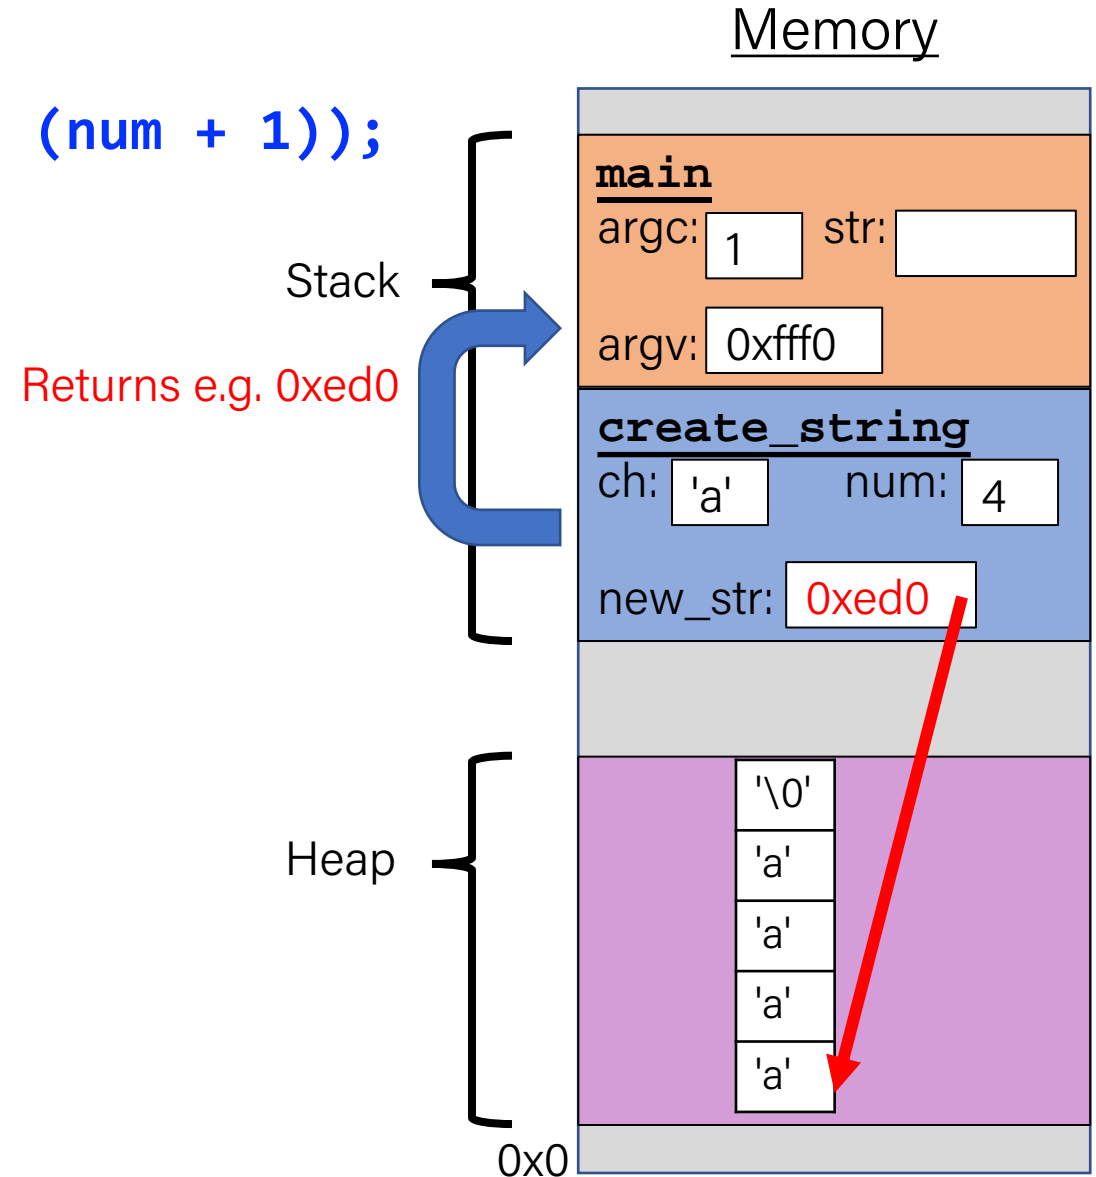 Memory
(num + 1));
main
argc: 1 str:
Stack
argv: 0xfff0
Returns e.g. 0xed0
create_string
ch: 'a' num: 4
new_str: 0xed0
'\0'
Heap
'a'
'a'
'a'
'a'
0x0